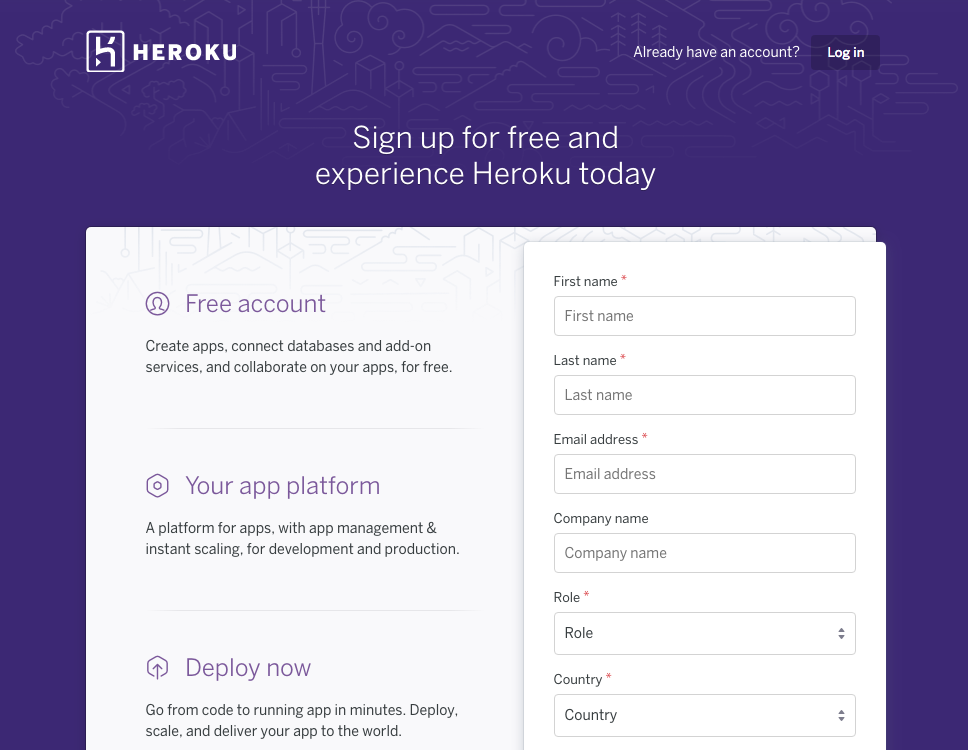 HEROKU
Already have an account?
Log in
Sign up for free and
experience Heroku today
Free account
Create apps, connect databases and add-on
services, and collaborate on your apps, for free.
Your app platform
A platform for apps, with app management &
instant scaling, for development and production.
Deploy now
Go from code to running app in minutes. Deploy,
scale, and deliver your app to the world.
First name *
First name
Last name *
Last name
Email address *
Email address
Company name
Company name
Role *
Role
Country *
Country